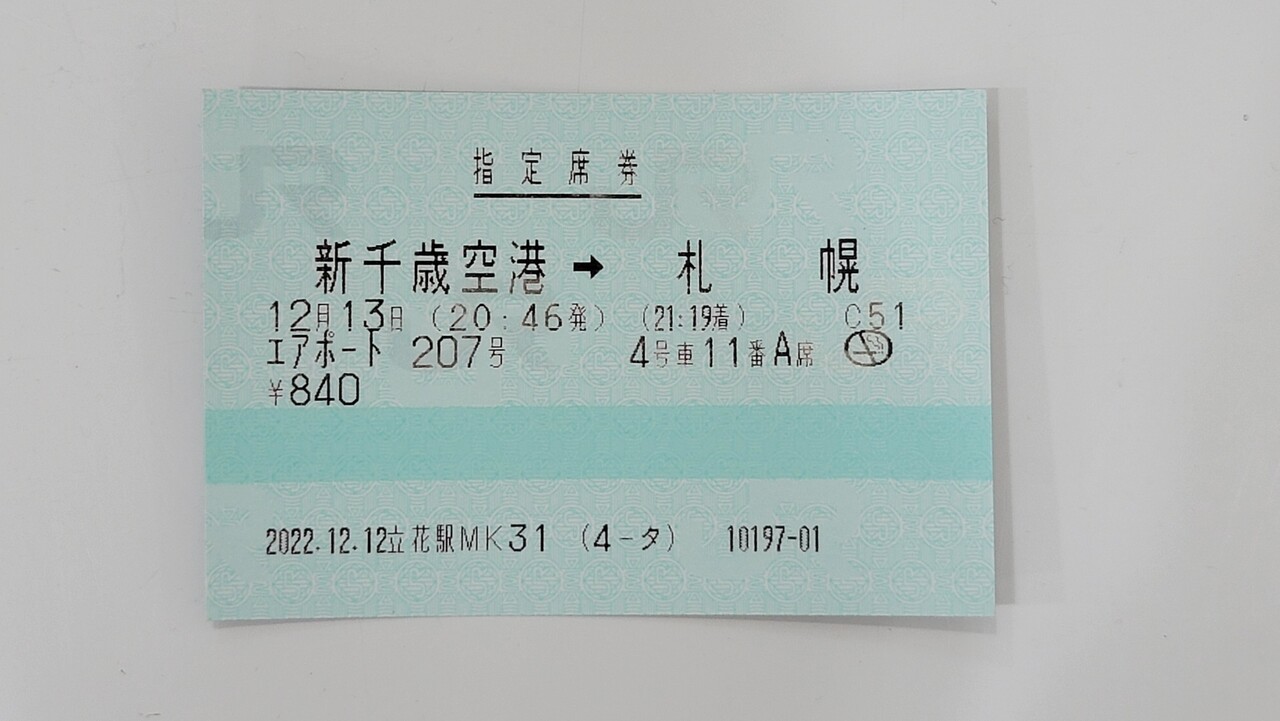 指定席券
新千歳空港 → 札幌
12月13日 (20:46発) (21:19着) C51
エアポート 207号 4号車11番A席
¥840
2022.12.12立花駅MK31 (4-タ) 10197-01